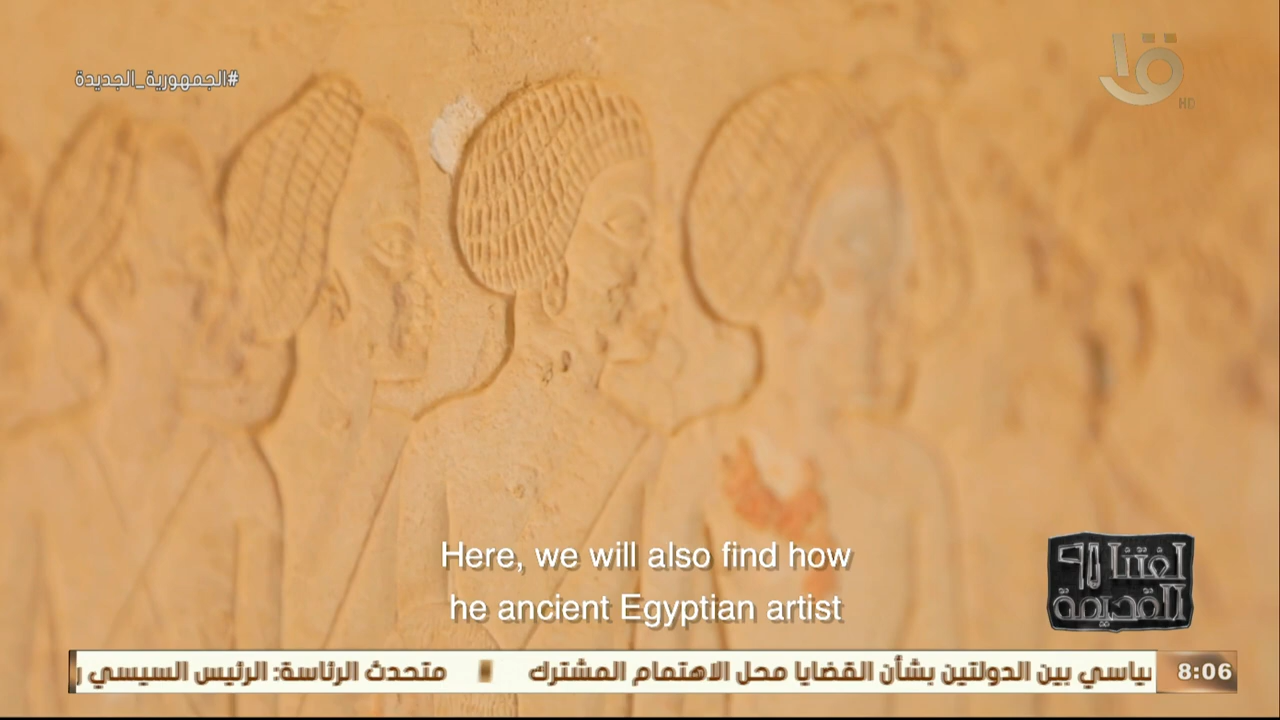 #الجمهورية_الجديدة
HD
Here, we will also find how
he ancient Egyptian artist
لغتنا
القديمة
8:06
بين الدولتين بشأن القضايا محل الاهتمام المشترك
متحدث الرئاسة: الرئيس السيسي